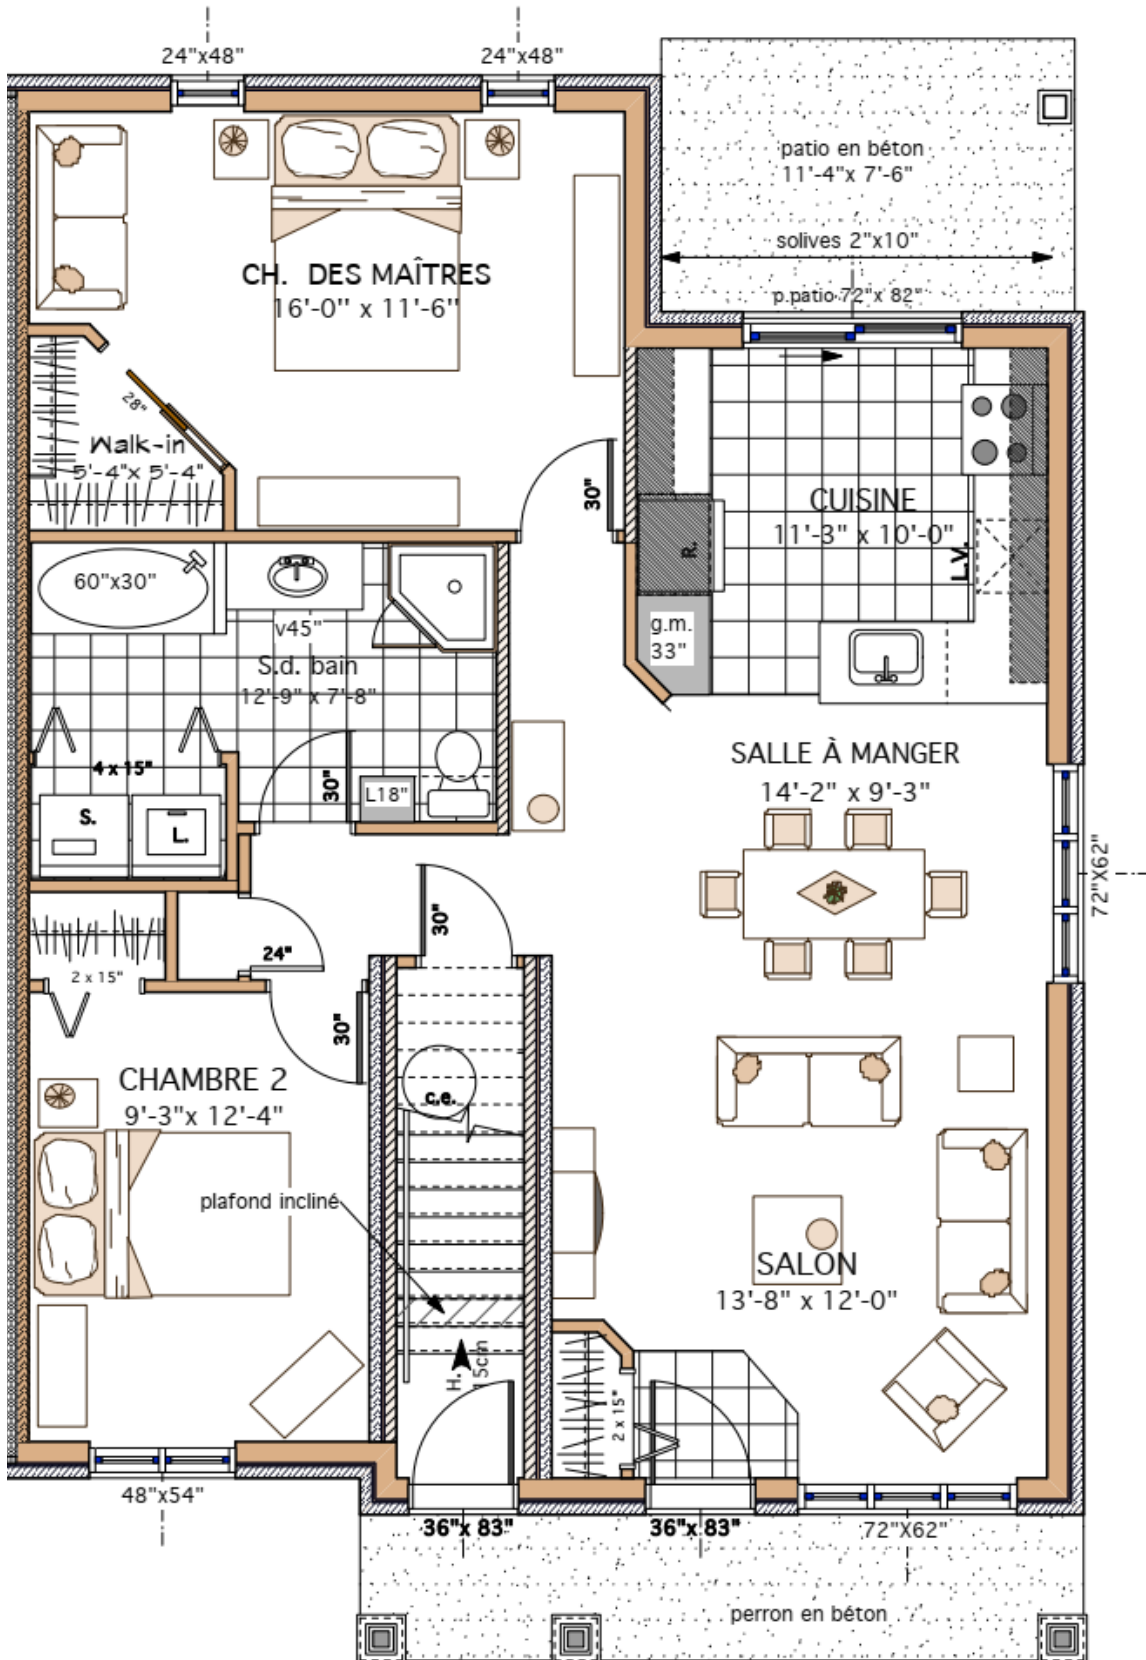 24"x48"
24"x48"
patio en béton
11'-4"x 7'-6"
solives 2"x10"
p.patio 72"x 82"
CH. DES MAÎTRES
16'-0" x 11'-6"
28"
Walk-in
5'-4"x 5'-4"
30"
CUISINE
11'-3" x 10'-0"
R.
L.V.
60"x30"
v45"
g.m.
33"
S.d. bain
12'-9" x 7'-8"
4 x 15"
30"
L18"
S.
L.
SALLE À MANGER
14'-2" x 9'-3"
72"X62"
30"
24"
2 x 15"
30"
CHAMBRE 2
9'-3"x 12'-4"
c.e.
plafond incliné
SALON
13'-8" x 12'-0"
H.
5cm
2 x 15"
48"x54"
36"x 83"
36"x 83"
72"X62"
perron en béton